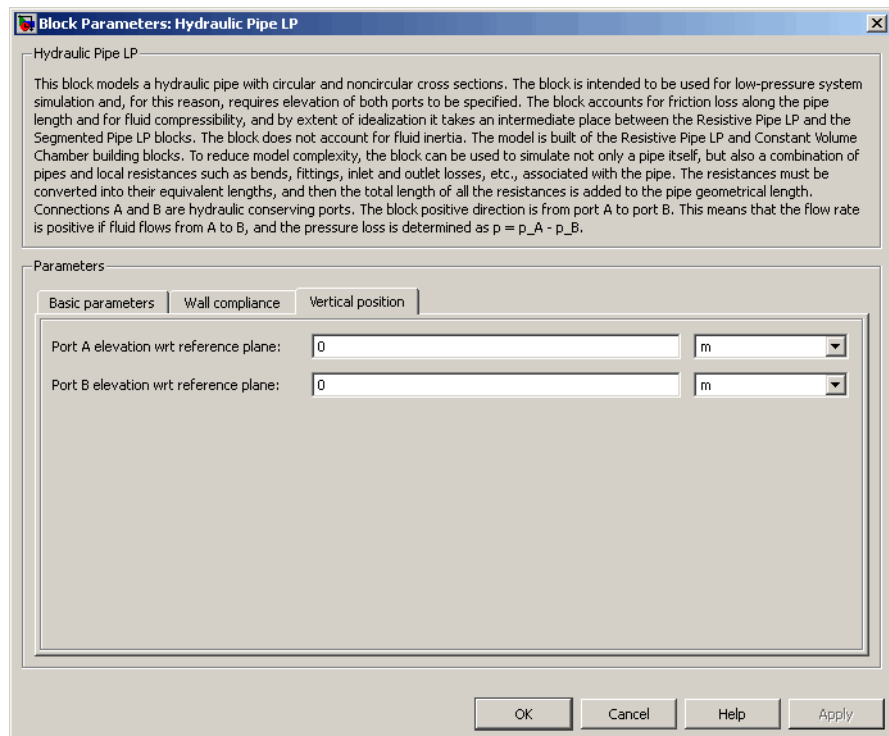 Block Parameters: Hydraulic Pipe LP
Hydraulic Pipe LP
This block models a hydraulic pipe with circular and noncircular cross sections. The block is intended to be used for low-pressure system
simulation and, for this reason, requires elevation of both ports to be specified. The block accounts for friction loss along the pipe
length and for fluid compressibility, and by extent of idealization it takes an intermediate place between the Resistive Pipe LP and the
Segmented Pipe LP blocks. The block does not account for fluid inertia. The model is built of the Resistive Pipe LP and Constant Volume
Chamber building blocks. To reduce model complexity, the block can be used to simulate not only a pipe itself, but also a combination of
pipes and local resistances such as bends, fittings, inlet and outlet losses, etc., associated with the pipe. The resistances must be
converted into their equivalent lengths, and then the total length of all the resistances is added to the pipe geometrical length.
Connections A and B are hydraulic conserving ports. The block positive direction is from port A to port B. This means that the flow rate
is positive if fluid flows from A to B, and the pressure loss is determined as p = p_A - p_B.
Parameters
Basic parameters Wall compliance Vertical position
Port A elevation wrt reference plane: 0 m
Port B elevation wrt reference plane: 0 m
OK Cancel Help Apply